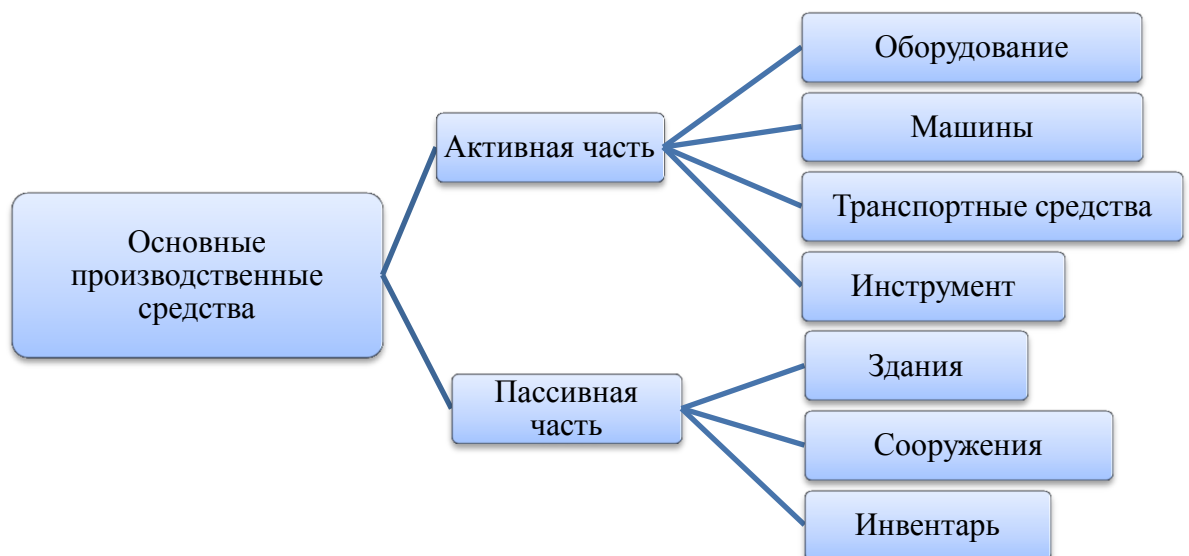 Основные
производственные
средства
Активная часть
Оборудование
Машины
Транспортные средства
Инструмент
Пассивная
часть
Здания
Сооружения
Инвентарь